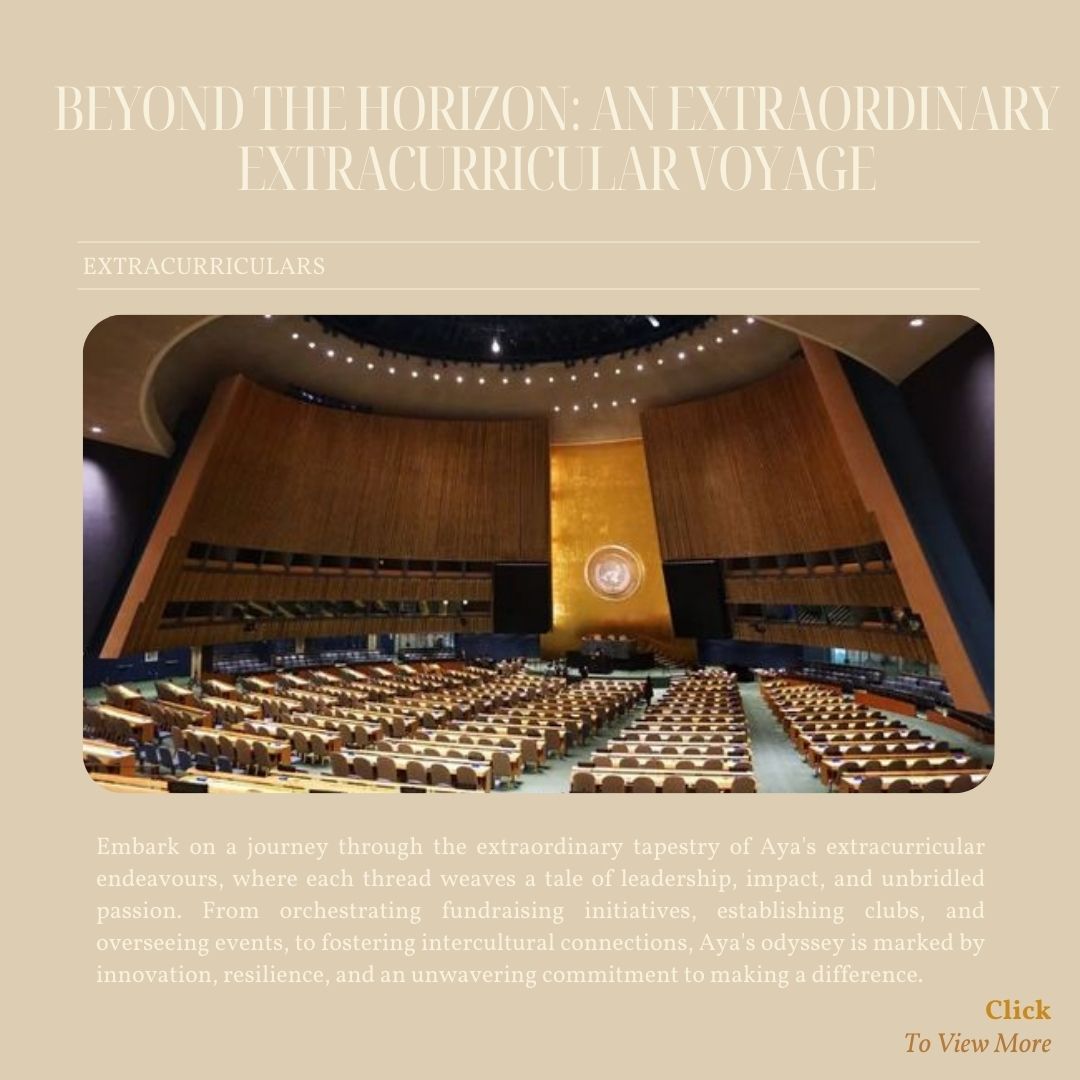 BEYOND THE HORIZON: AN EXTRAORDINARY
EXTRACURRICULAR VOYAGE
EXTRACURRICULARS
Embark on a journey through the extraordinary tapestry of Aya's extracurricular
endeavours, where each thread weaves a tale of leadership, impact, and unbridled
passion. From orchestrating fundraising initiatives, establishing clubs, and
overseeing events, to fostering intercultural connections, Aya's odyssey is marked by
innovation, resilience, and an unwavering commitment to making a difference.
Click
To View More